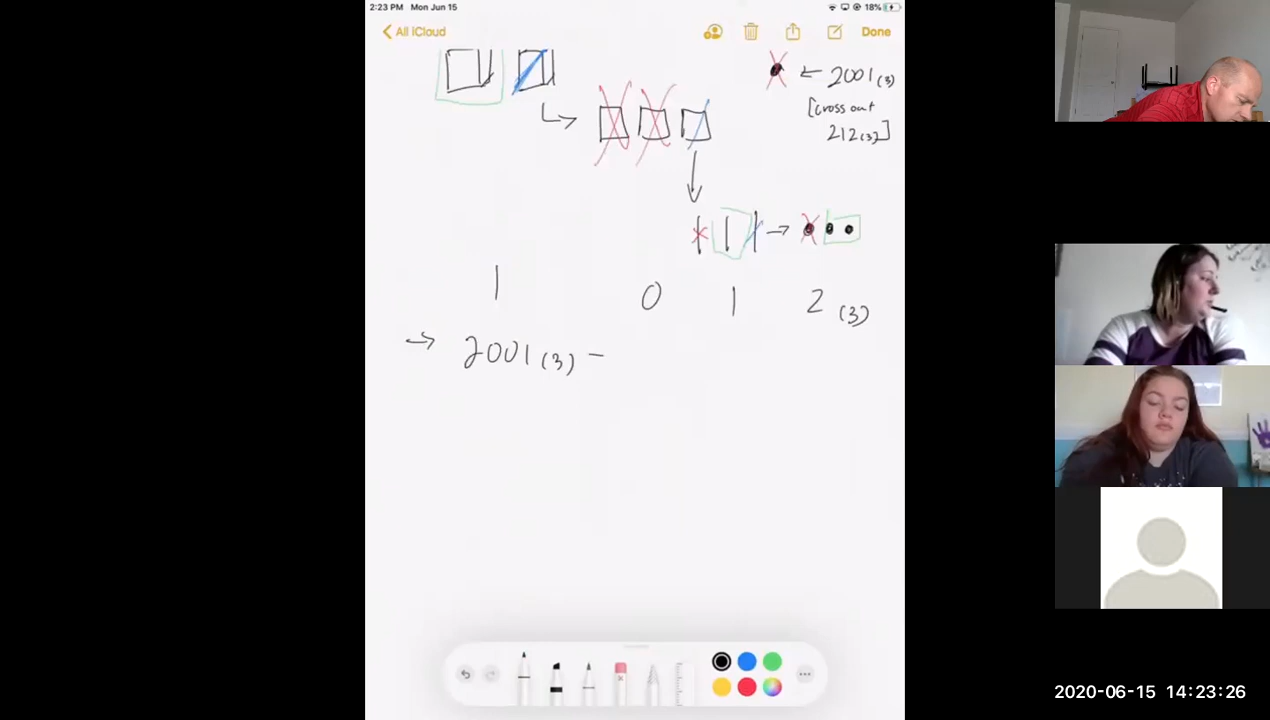 2:23 PM Mon Jun 15
18%
All iCloud
Done
← 2001(3)
[cross out
212(3)]
1 0 1 2 (3)
→ 2001(3) -
2020-06-15 14:23:26